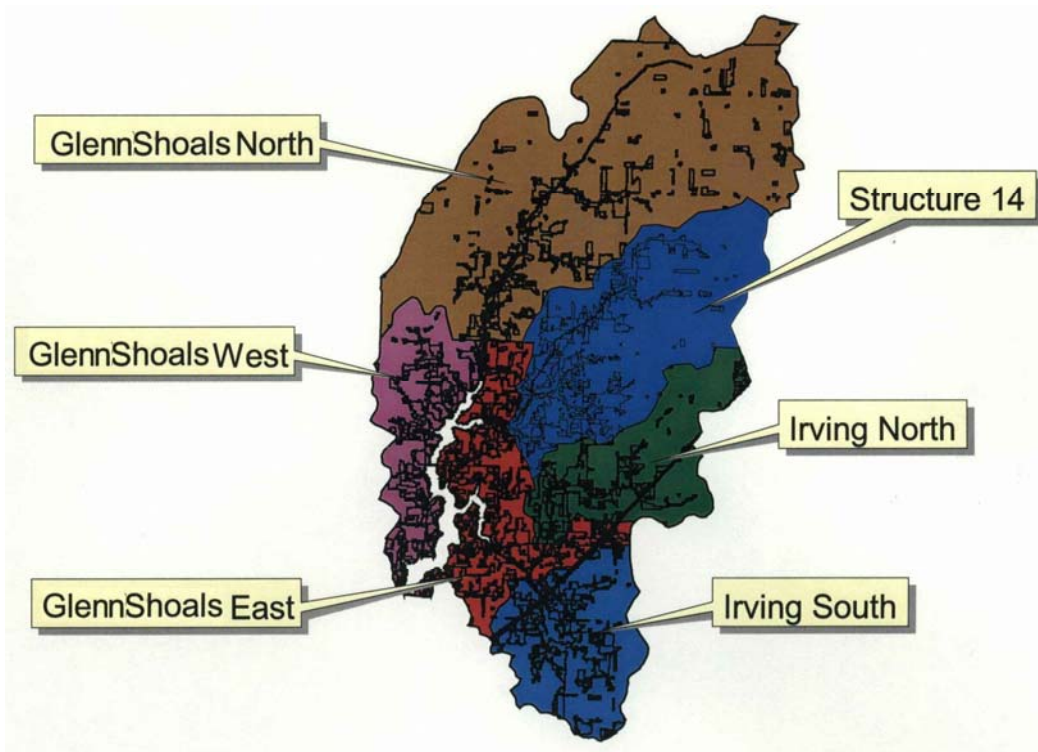 GlennShoals North
Structure 14
GlennShoals West
Irving North
GlennShoals East
Irving South